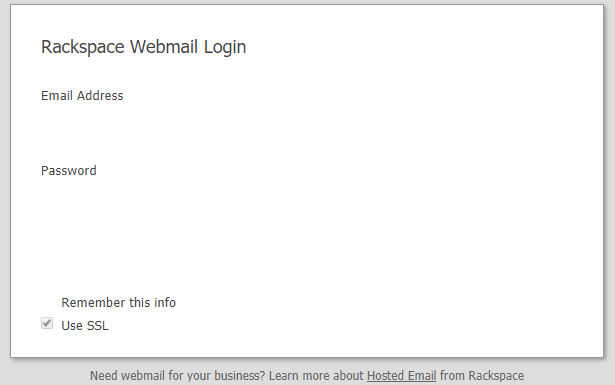 Rackspace Webmail Login
Email Address
Password
Remember this info
Use SSL
Need webmail for your business? Learn more about Hosted Email from Rackspace